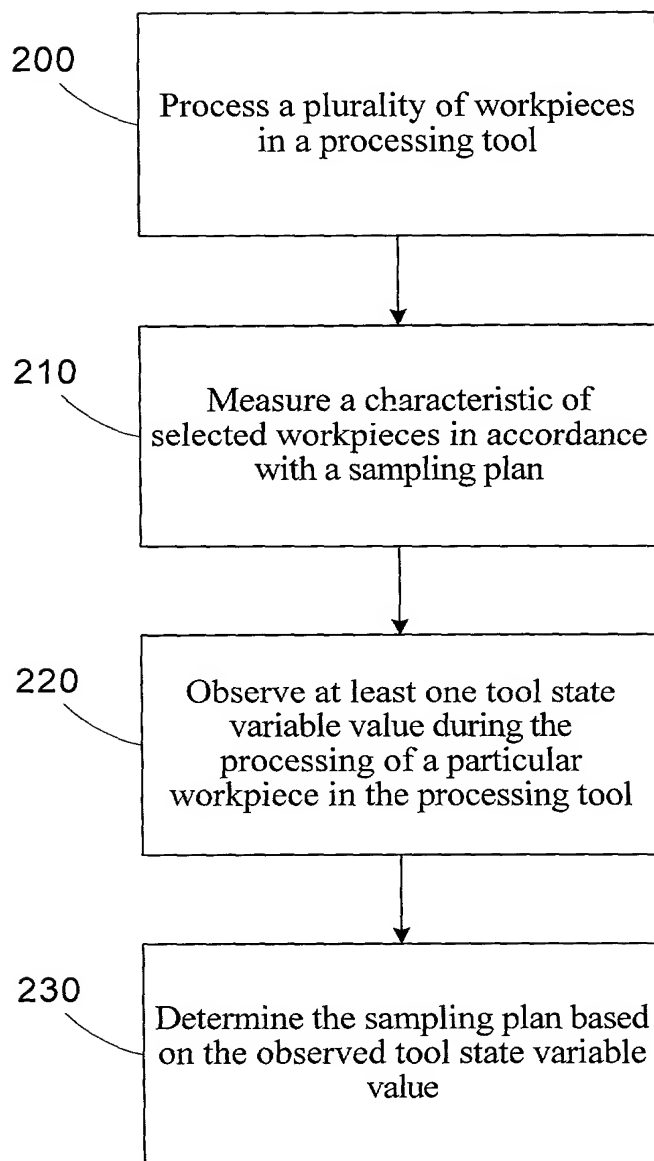 200
Process a plurality of workpieces
in a processing tool
210
Measure a characteristic of
selected workpieces in accordance
with a sampling plan
220
Observe at least one tool state
variable value during the
processing of a particular
workpiece in the processing tool
230
Determine the sampling plan based
on the observed tool state variable
value